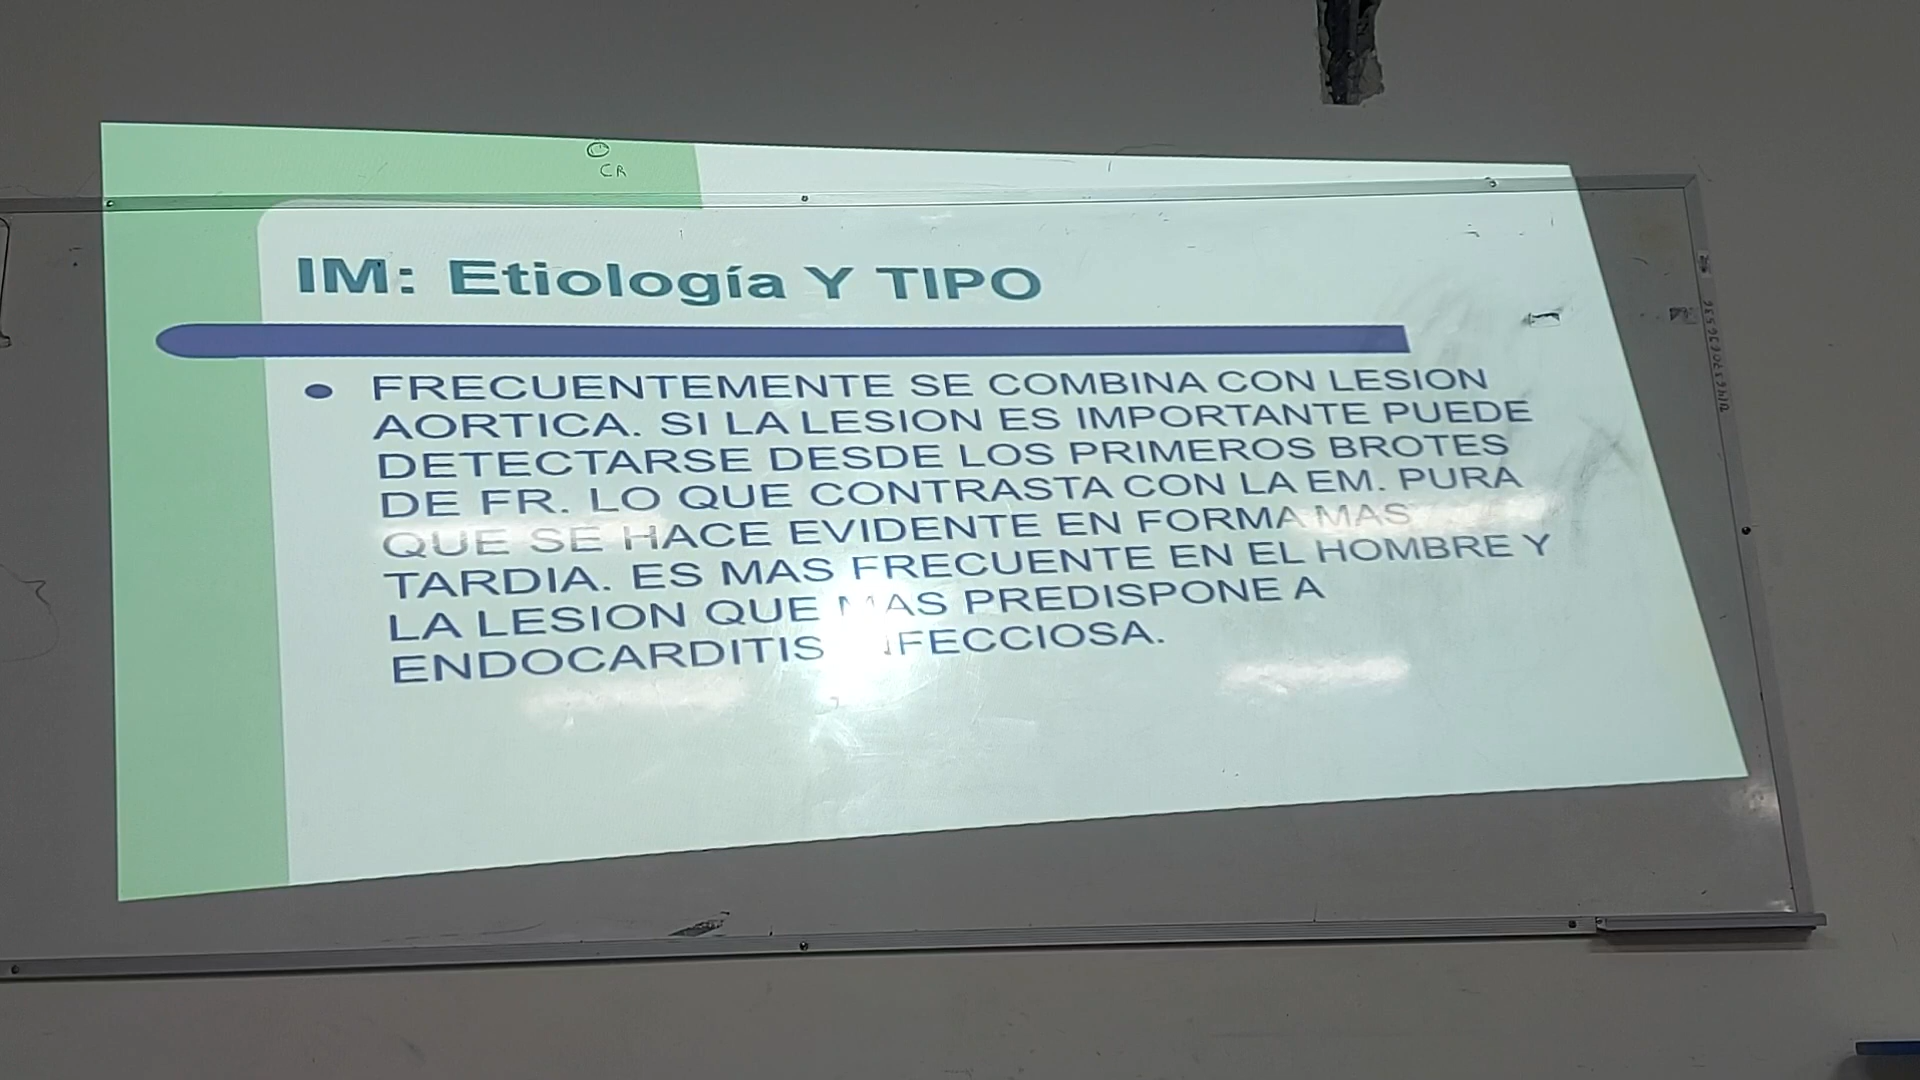 CR
IM: Etiología Y TIPO
FRECUENTEMENTE SE COMBINA CON LESION
AORTICA. SI LA LESION ES IMPORTANTE PUEDE
DETECTARSE DESDE LOS PRIMEROS BROTES
DE FR. LO QUE CONTRASTA CON LA EM. PURA
QUE SE HACE EVIDENTE EN FORMA MAS
TARDIA. ES MAS FRECUENTE EN EL HOMBRE Y
LA LESION QUE MAS PREDISPONE A
ENDOCARDITIS INFECCIOSA.